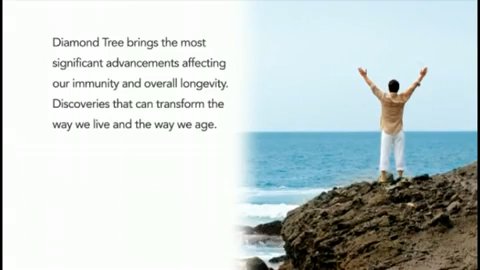 Diamond Tree brings the most
significant advancements affecting
our immunity and overall longevity.
Discoveries that can transform the
way we live and the way we age.